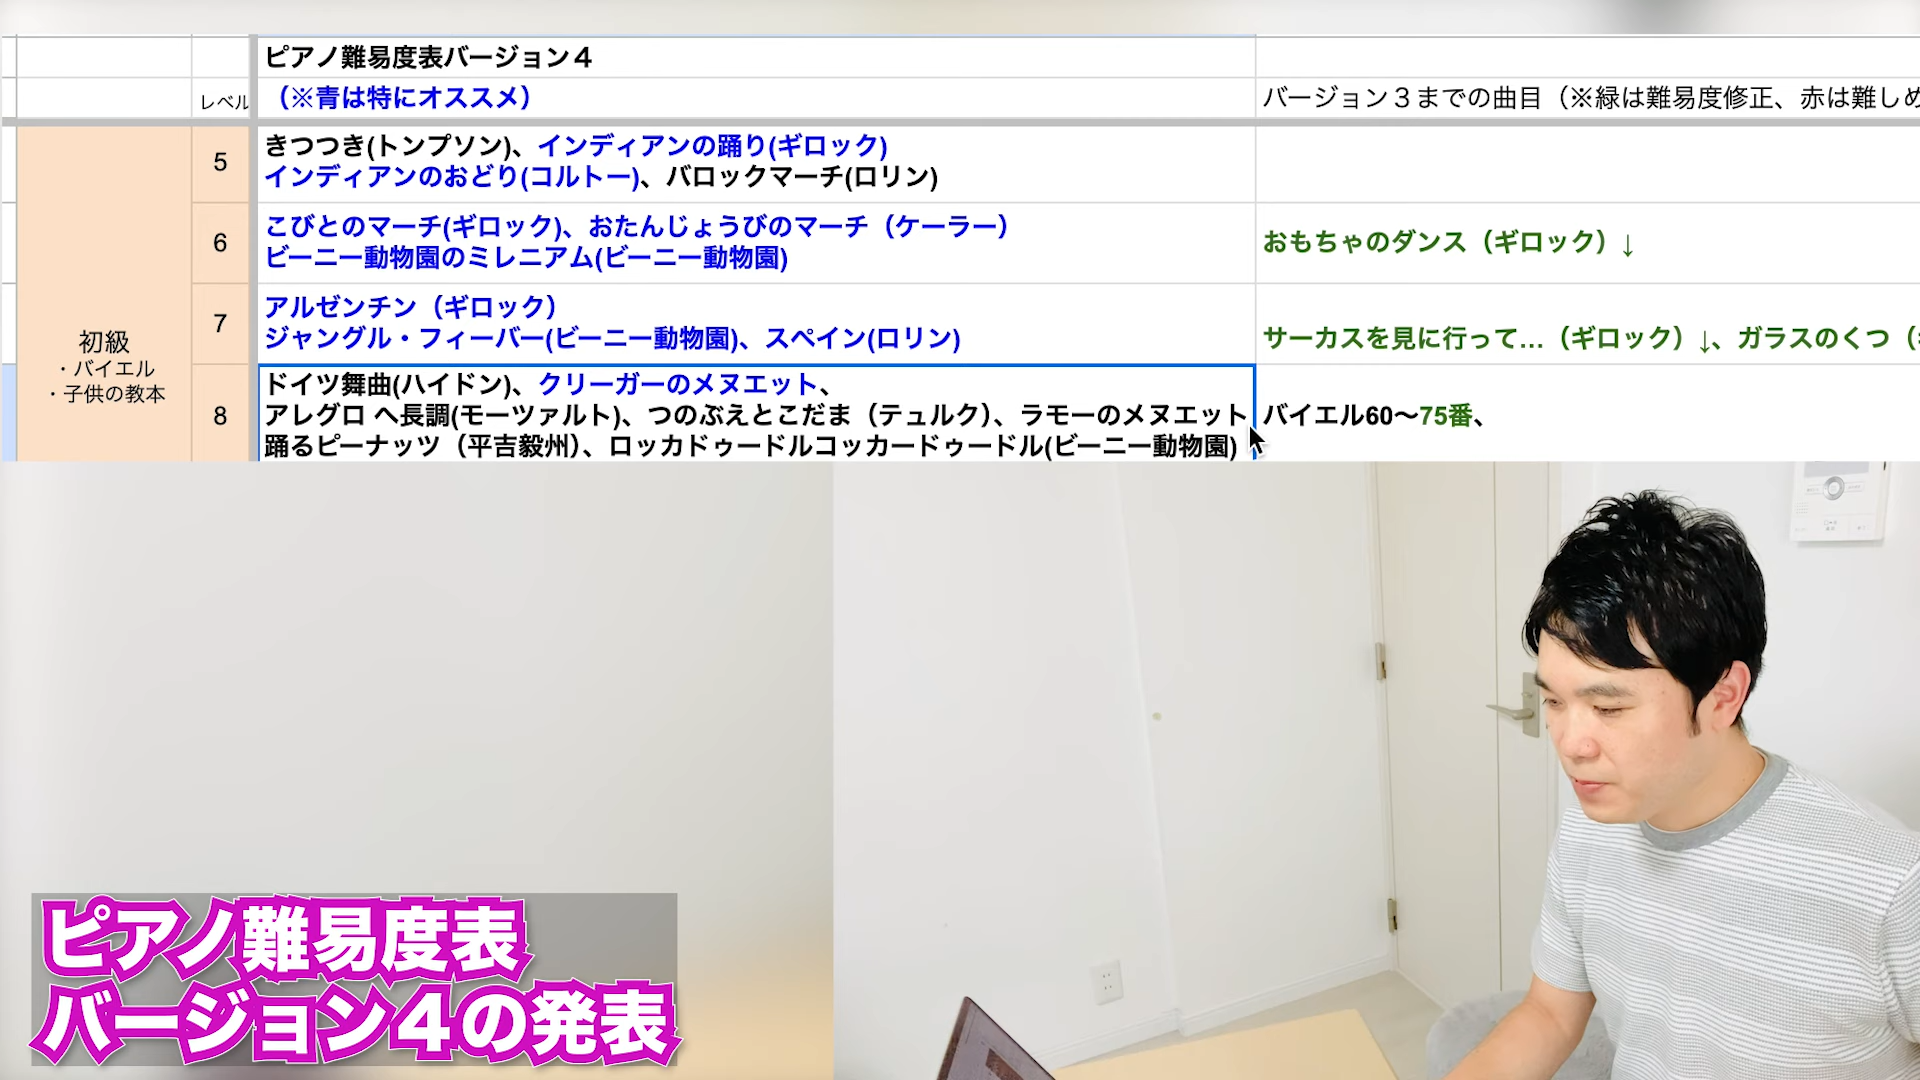 ピアノ難易度表バージョン４
レベル
（※青は特にオススメ）
バージョン３までの曲目（※緑は難易度修正、赤は難しめ
初級
・バイエル
・子供の教本
5
きつつき(トンプソン)、インディアンの踊り(ギロック)
インディアンのおどり(コルトー)、バロックマーチ(ロリン)
6
こびとのマーチ(ギロック)、おたんじょうびのマーチ（ケーラー）
ビーニー動物園のミレニアム(ビーニー動物園)
おもちゃのダンス（ギロック）↓
7
アルゼンチン（ギロック）
ジャングル・フィーバー(ビーニー動物園)、スペイン(ロリン)
サーカスを見に行って…（ギロック）↓、ガラスのくつ（
8
ドイツ舞曲(ハイドン)、クリーガーのメヌエット、
アレグロ ヘ長調(モーツァルト)、つのぶえとこだま（テュルク）、ラモーのメヌエット
踊るピーナッツ（平吉毅州）、ロッカドゥードルコッカードゥードル(ビーニー動物園)
バイエル60〜75番、
ピアノ難易度表
バージョン４の発表